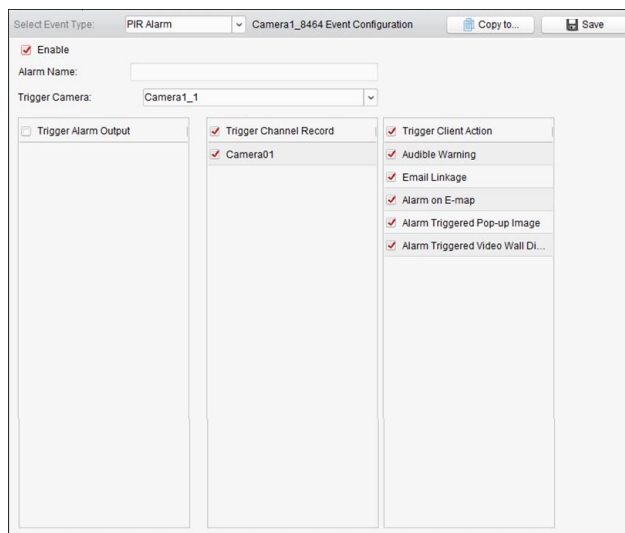 Select Event Type: PIR Alarm Camera1_8464 Event Configuration Copy to... Save
Enable
Alarm Name:
Trigger Camera: Camera1_1
Trigger Alarm Output Trigger Channel Record Trigger Client Action
Camera01 Audible Warning
Email Linkage
Alarm on E-map
Alarm Triggered Pop-up Image
Alarm Triggered Video Wall Di...